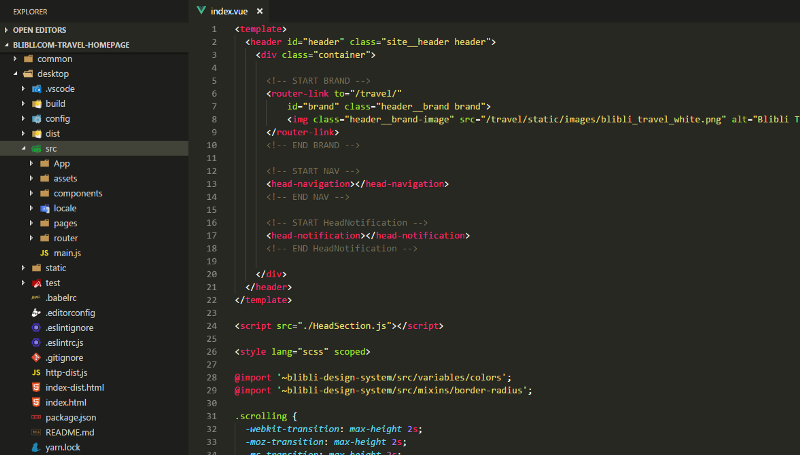 EXPLORER
OPEN EDITORS
BLIBLI.COM-TRAVEL-HOMEPAGE
common
desktop
.vscode
build
config
dist
src
App
assets
components
locale
pages
router
JS main.js
static
test
.babelrc
.editorconfig
.eslintignore
.eslintrc.js
.gitignore
JS http-dist.js
index-dist.html
index.html
package.json
README.md
yarn.lock
index.vue ×
1 <template>
2 <header id="header" class="site__header header">
3 <div class="container">
4
5 <!-- START BRAND -->
6 <router-link to="/travel/"
7 id="brand" class="header__brand brand">
8 <img class="header__brand-image" src="/travel/static/images/blibli_travel_white.png" alt="Blibli T
9 </router-link>
10 <!-- END BRAND -->
11
12 <!-- START NAV -->
13 <head-navigation></head-navigation>
14 <!-- END NAV -->
15
16 <!-- START HeadNotification -->
17 <head-notification></head-notification>
18 <!-- END HeadNotification -->
19
20 </div>
21 </header>
22 </template>
23
24 <script src="./HeadSection.js"></script>
25
26 <style lang="scss" scoped>
27
28 @import '~blibli-design-system/src/variables/colors';
29 @import '~blibli-design-system/src/mixins/border-radius';
30
31 .scrolling {
32 -webkit-transition: max-height 2s;
33 -moz-transition: max-height 2s;
34 -ms-transition: max-height 2s;